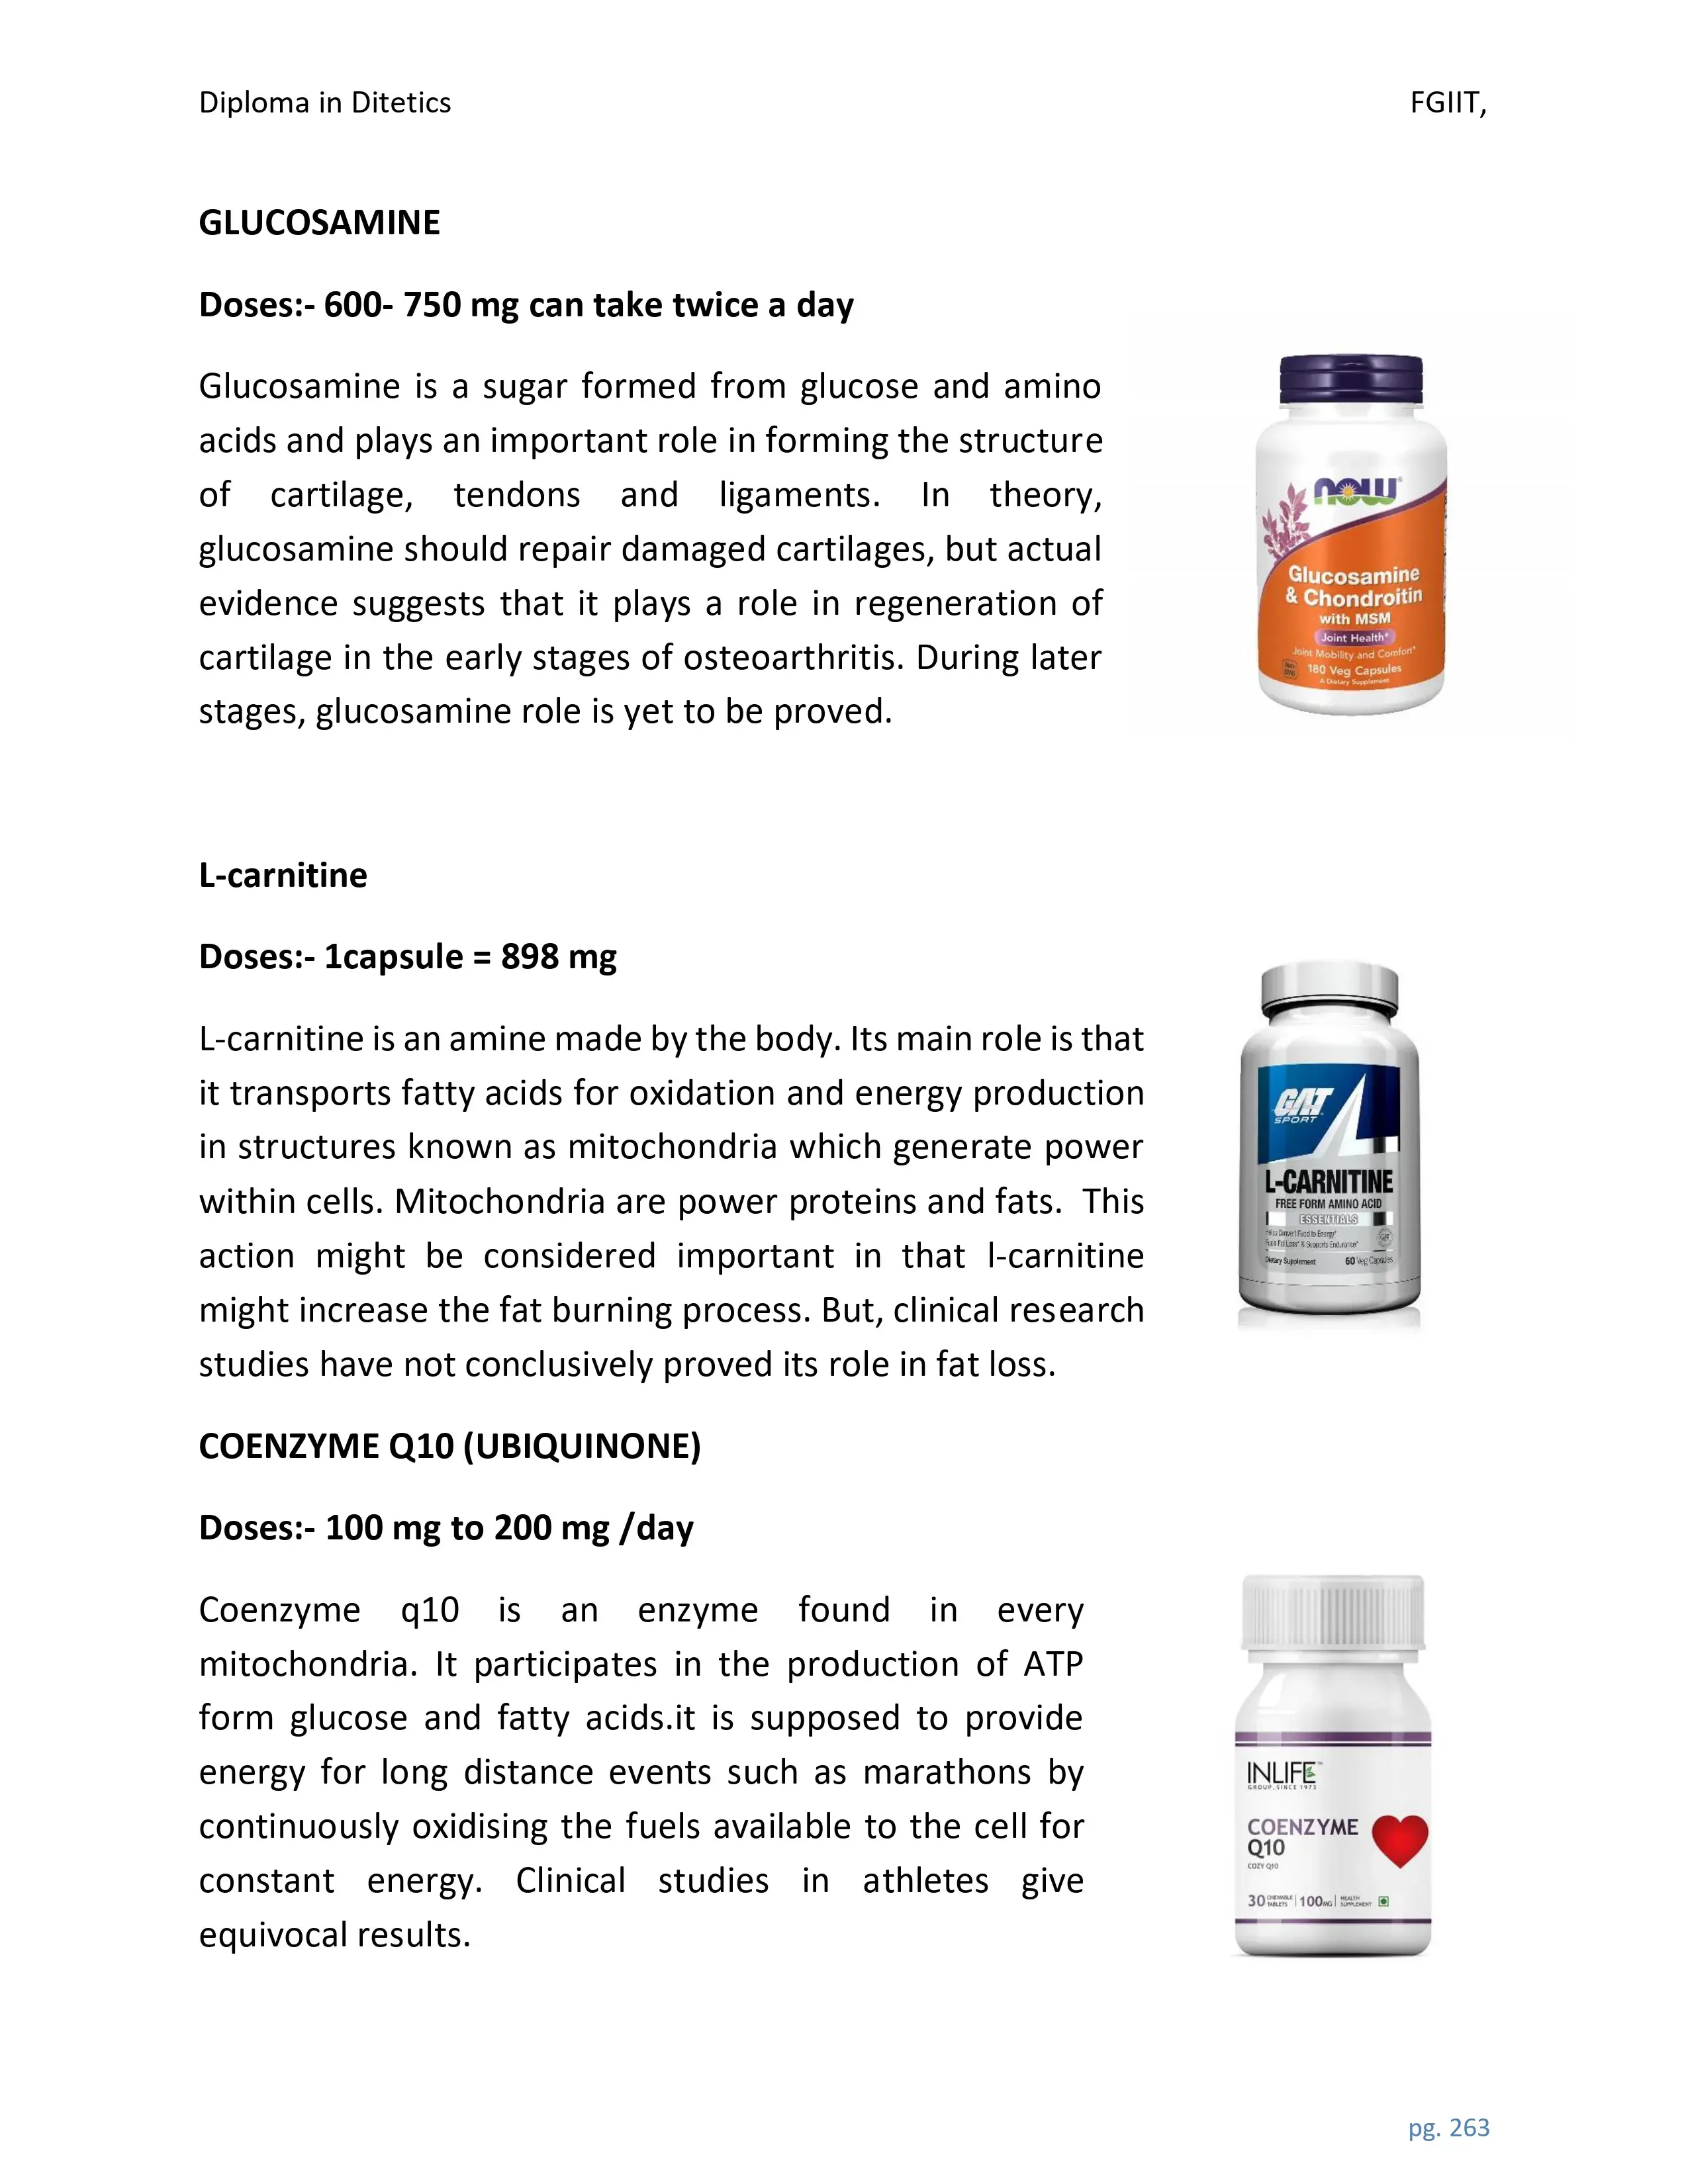 Diploma in Ditetics FGIIT,
GLUCOSAMINE
Doses:- 600- 750 mg can take twice a day
Glucosamine is a sugar formed from glucose and amino
acids and plays an important role in forming the structure
of cartilage, tendons and ligaments. In theory,
glucosamine should repair damaged cartilages, but actual
evidence suggests that it plays a role in regeneration of
cartilage in the early stages of osteoarthritis. During later
stages, glucosamine role is yet to be proved.
NOW
Glucosamine
& Chondroitin
with MSM
Joint Health*
Joint Mobility and Comfort*
180 Veg Capsules
A Dietary Supplement
L-carnitine
Doses:- 1capsule = 898 mg
L-carnitine is an amine made by the body. Its main role is that
it transports fatty acids for oxidation and energy production
in structures known as mitochondria which generate power
within cells. Mitochondria are power proteins and fats.  This
action might be considered important in that l-carnitine
might increase the fat burning process. But, clinical research
studies have not conclusively proved its role in fat loss.
GAT
SPORT
L-CARNITINE
FREE FORM AMINO ACID
ESSENTIALS
Helps Convert Food to Energy*
Fat Loss* & Supports Endurance*
Dietary Supplement 60 Veg Capsules
COENZYME Q10 (UBIQUINONE)
Doses:- 100 mg to 200 mg /day
Coenzyme q10 is an enzyme found in every
mitochondria. It participates in the production of ATP
form glucose and fatty acids.it is supposed to provide
energy for long distance events such as marathons by
continuously oxidising the fuels available to the cell for
constant energy. Clinical studies in athletes give
equivocal results.
INLIFE™
GROUP, SINCE 1973
COENZYME
Q10
COZY Q10
30 CHEWABLE TABLETS | 100MG | HEALTH SUPPLEMENT
pg. 263